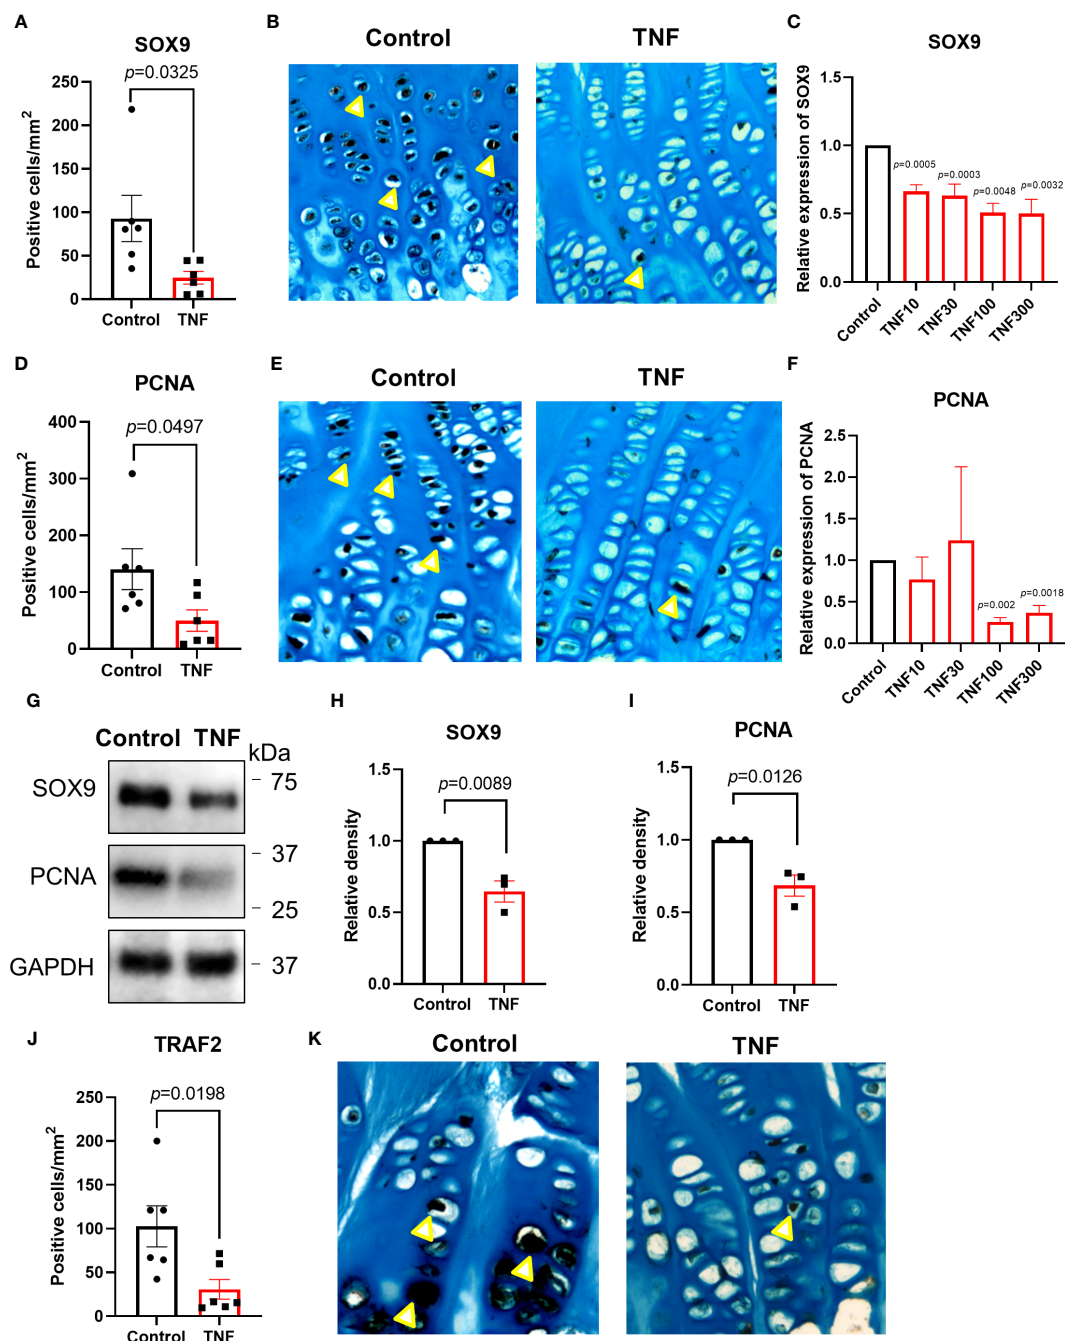 A
SOX9
p=0.0325
Positive cells/mm2
250
200
150
100
50
0
Control TNF
B
Control TNF
C
SOX9
Relative expression of SOX9
1.5
1.0
0.5
0.0
p=0.0005
p=0.0003
p=0.0048
p=0.0032
Control
TNF10
TNF30
TNF100
TNF300
D
PCNA
p=0.0497
Positive cells/mm2
400
300
200
100
0
Control TNF
E
Control TNF
F
PCNA
Relative expression of PCNA
2.5
2.0
1.5
1.0
0.5
0.0
p=0.002
p=0.0018
Control
TNF10
TNF30
TNF100
TNF300
G
Control TNF
kDa
SOX9
75
PCNA
37
25
GAPDH
37
H
SOX9
p=0.0089
Relative density
1.5
1.0
0.5
0.0
Control TNF
I
PCNA
p=0.0126
Relative density
1.5
1.0
0.5
0.0
Control TNF
J
TRAF2
p=0.0198
Positive cells/mm2
250
200
150
100
50
0
Control TNF
K
Control TNF